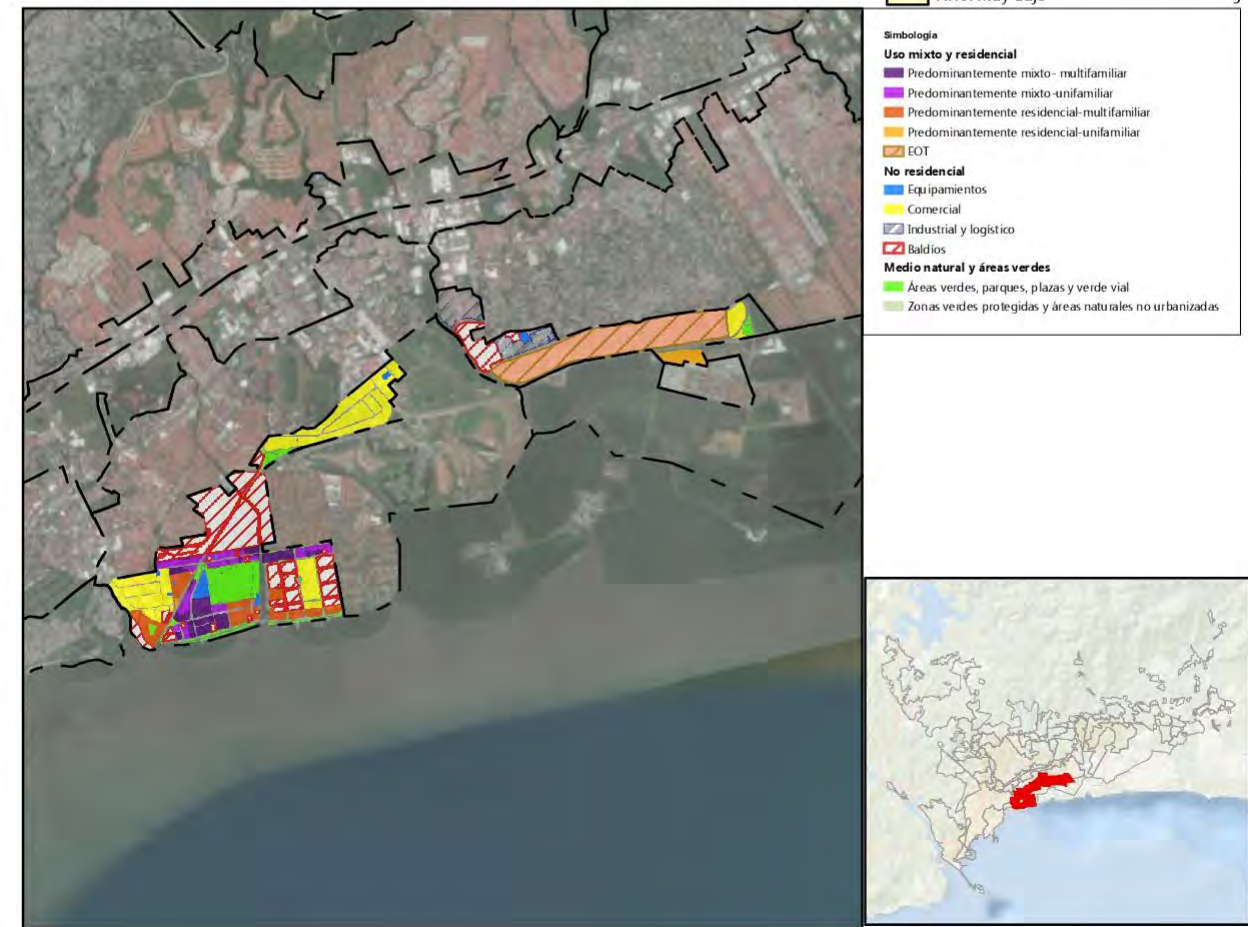 Simbología
Uso mixto y residencial
Predominantemente mixto- multifamiliar
Predominantemente mixto-unifamiliar
Predominantemente residencial-multifamiliar
Predominantemente residencial-unifamiliar
EOT
No residencial
Equipamientos
Comercial
Industrial y logístico
Baldíos
Medio natural y áreas verdes
Áreas verdes, parques, plazas y verde vial
Zonas verdes protegidas y áreas naturales no urbanizadas